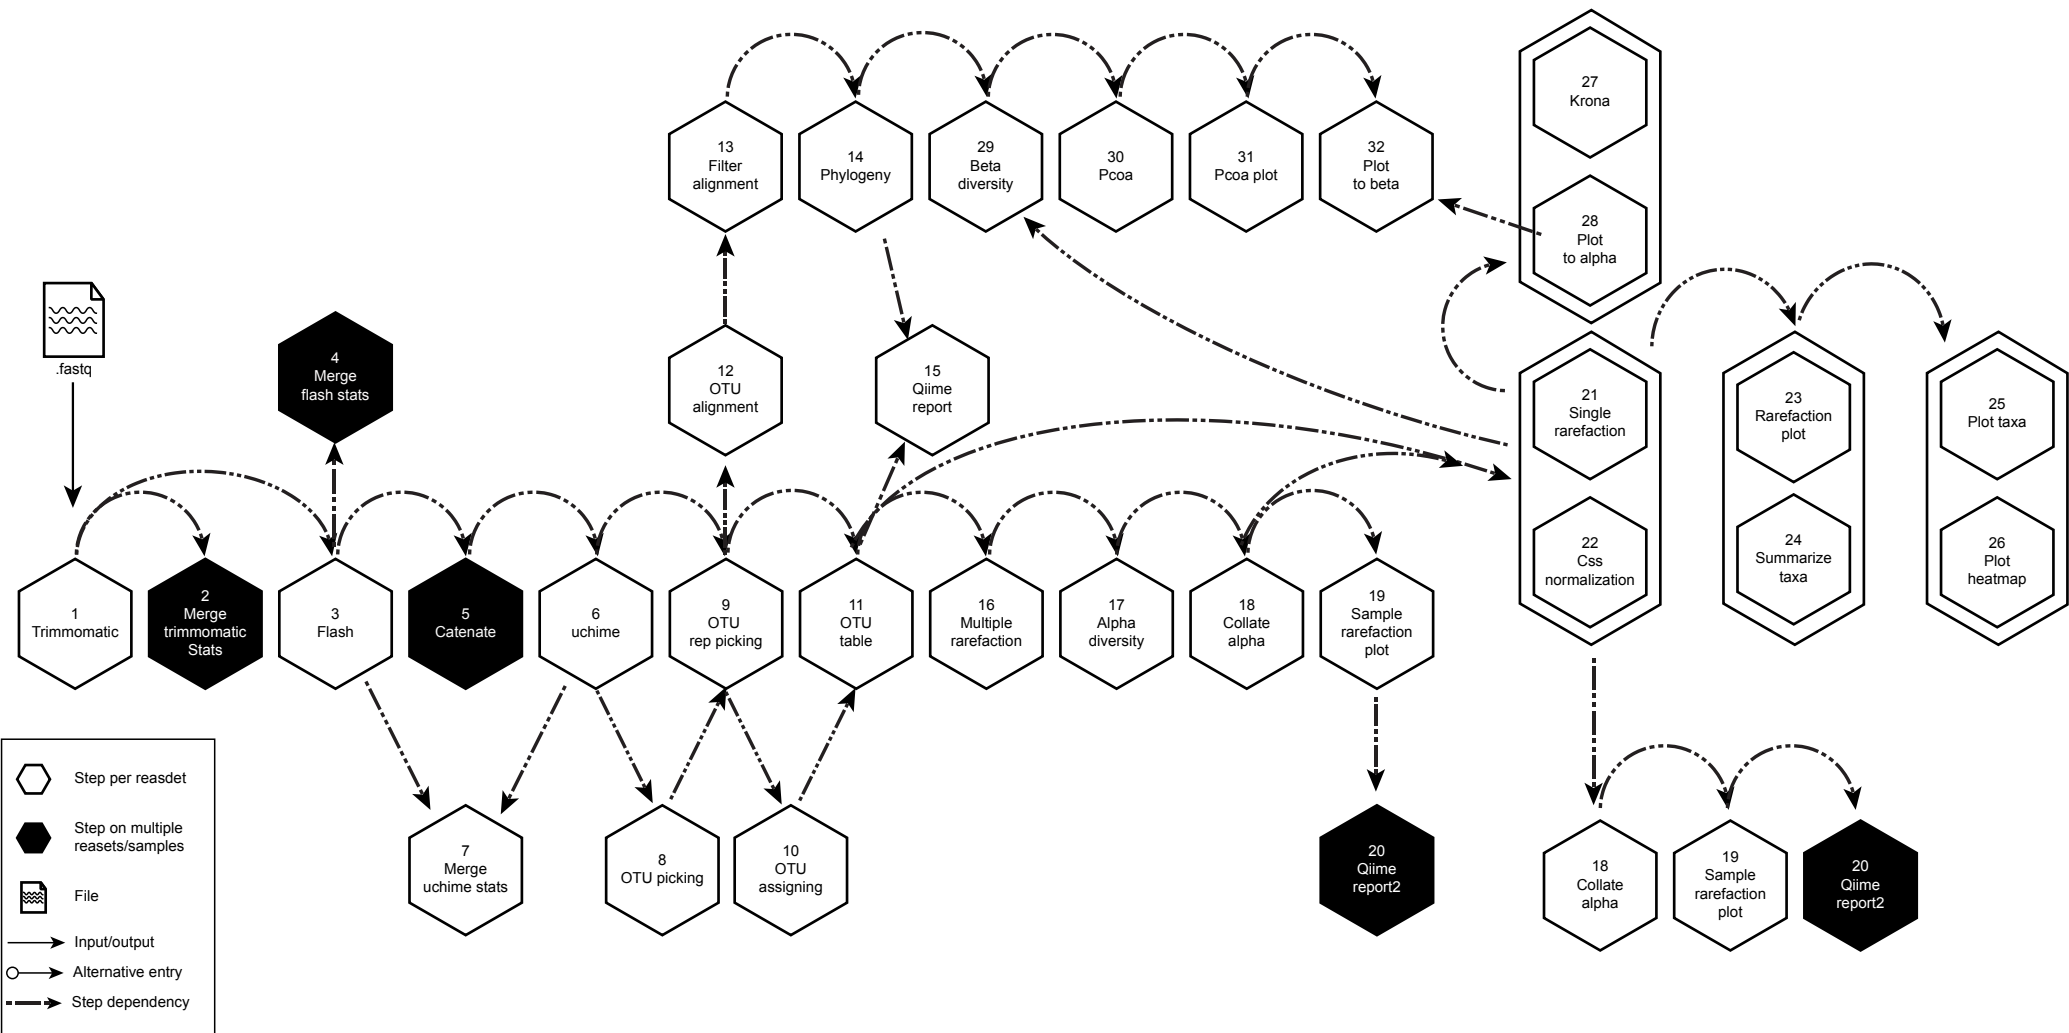 27
Krona
13
Filter
alignment
14
Phylogeny
29
Beta
diversity
30
Pcoa
31
Pcoa plot
32
Plot
to beta
28
Plot
to alpha
.fastq
4
Merge
flash stats
12
OTU
alignment
15
Qiime
report
21
Single
rarefaction
23
Rarefaction
plot
25
Plot taxa
22
Css
normalization
24
Summarize
taxa
26
Plot
heatmap
1
Trimmomatic
2
Merge
trimmomatic
Stats
3
Flash
5
Catenate
6
uchime
9
OTU
rep picking
11
OTU
table
16
Multiple
rarefaction
17
Alpha
diversity
18
Collate
alpha
19
Sample
rarefaction
plot
7
Merge
uchime stats
8
OTU picking
10
OTU
assigning
20
Qiime
report2
18
Collate
alpha
19
Sample
rarefaction
plot
20
Qiime
report2
Step per reasdet
Step on multiple
reasets/samples
File
Input/output
Alternative entry
Step dependency